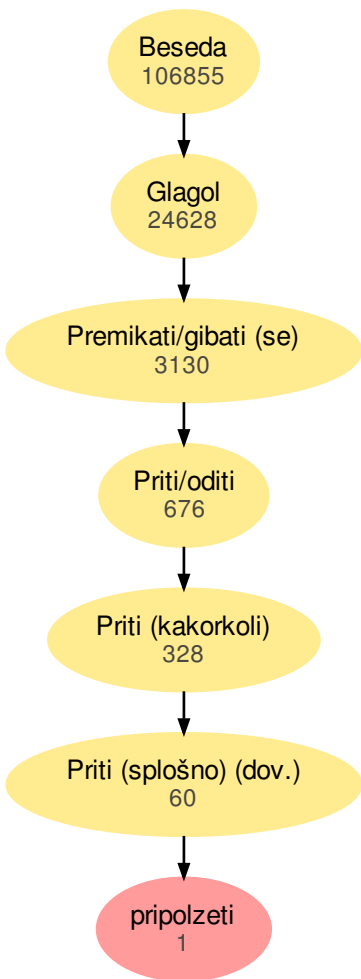 Beseda
106855
Glagol
24628
Premikati/gibati (se)
3130
Priti/oditi
676
Priti (kakorkoli)
328
Priti (splošno) (dov.)
60
pripolzeti
1